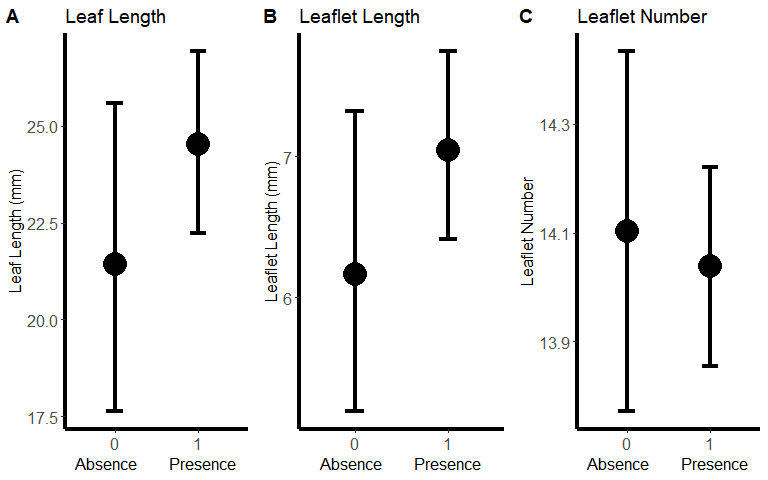 A Leaf Length
Leaf Length (mm)
25.0
22.5
20.0
17.5
0 1
Absence Presence
B Leaflet Length
Leaflet Length (mm)
7
6
0 1
Absence Presence
C Leaflet Number
Leaflet Number
14.3
14.1
13.9
0 1
Absence Presence